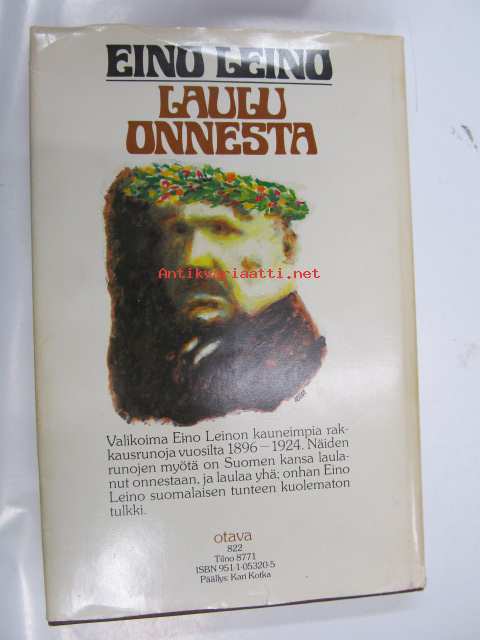 EINO LEINO
LAULU
ONNESTA
Antikvariaatti.net
Valikoima Eino Leinon kauneimpia rak-
kausrunoja vuosilta 1896–1924. Näiden
runojen myötä on Suomen kansa laula-
nut onnestaan, ja laulaa yhä; onhan Eino
Leino suomalaisen tunteen kuolematon
tulkki.
otava
822
Tilno 8771
ISBN 951-1-05320-5
Päällys: Kari Kotka